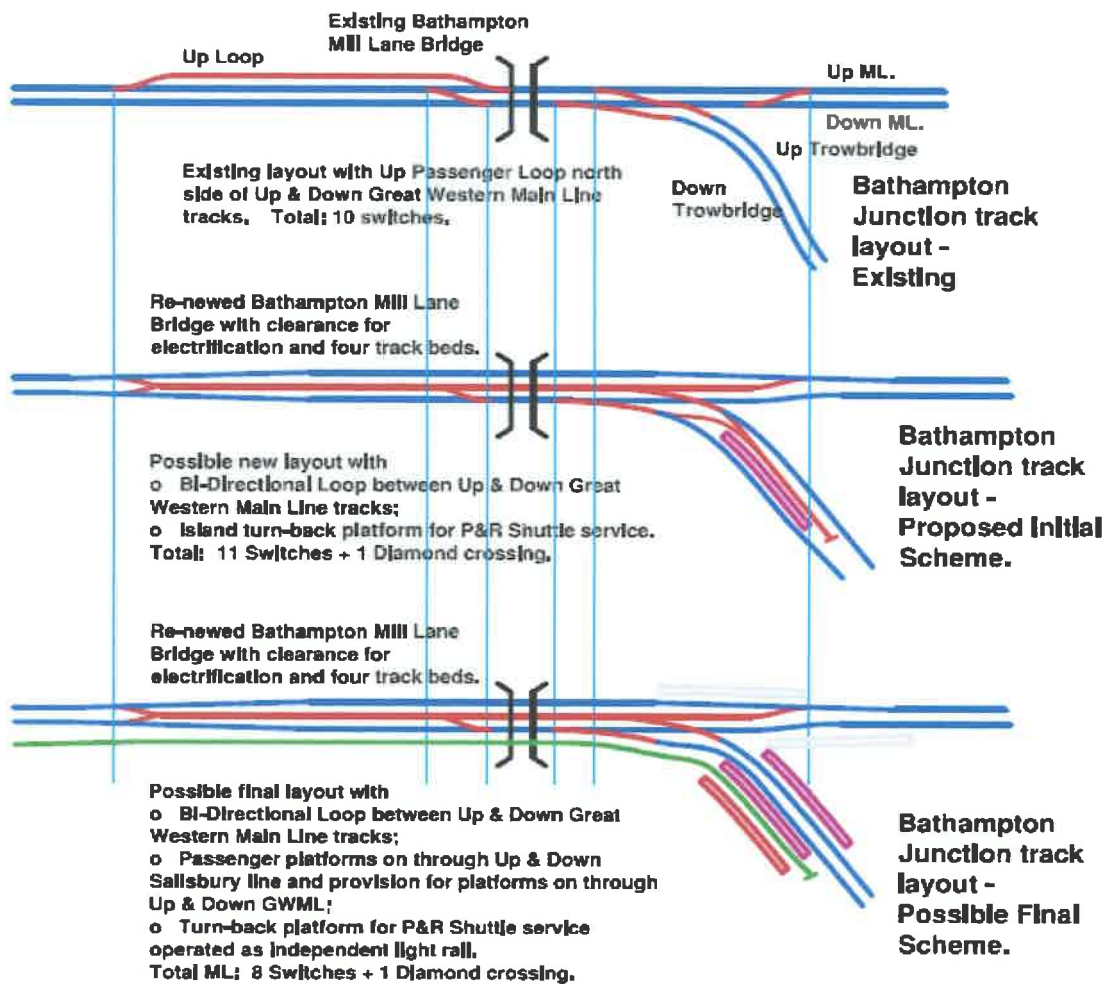 Existing Bathampton
Mill Lane Bridge
Up Loop
Up ML.
Down ML.
Up Trowbridge
Existing layout with Up Passenger Loop north
side of Up & Down Great Western Main Line
tracks. Total: 10 switches.
Down
Trowbridge
Bathampton
Junction track
layout -
Existing
Re-newed Bathampton Mill Lane
Bridge with clearance for
electrification and four track beds.
Possible new layout with
o Bi-Directional Loop between Up & Down Great
Western Main Line tracks;
o Island turn-back platform for P&R Shuttle service.
Total: 11 Switches + 1 Diamond crossing.
Bathampton
Junction track
layout -
Proposed Initial
Scheme.
Re-newed Bathampton Mill Lane
Bridge with clearance for
electrification and four track beds.
Possible final layout with
o Bi-Directional Loop between Up & Down Great
Western Main Line tracks;
o Passenger platforms on through Up & Down
Salisbury line and provision for platforms on through
Up & Down GWML;
o Turn-back platform for P&R Shuttle service
operated as independent light rail.
Total ML: 8 Switches + 1 Diamond crossing.
Bathampton
Junction track
layout -
Possible Final
Scheme.